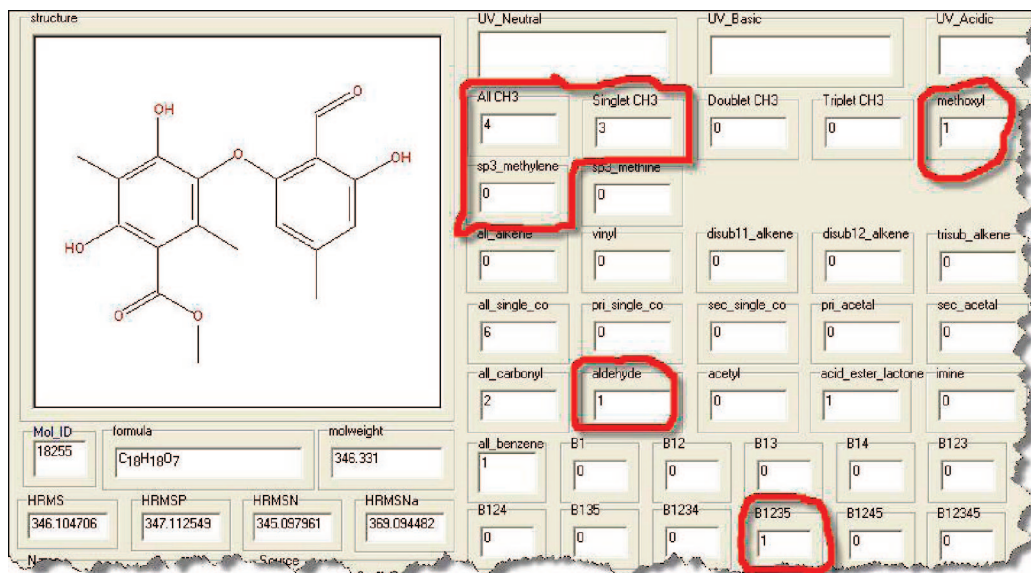 structure UV_Neutral UV_Basic UV_Acidic
All CH3 Singlet CH3 Doublet CH3 Triplet CH3 methoxyl
4 3 0 0 1
sp3_methylene sp3_methine
0 0
all_alkene vinyl disub11_alkene disub12_alkene trisub_alkene
0 0 0 0 0
all_single_co pri_single_co sec_single_co pri_acetal sec_acetal
6 0 0 0 0
all_carbonyl aldehyde acetyl acid_ester_lactone imine
2 1 0 1 0
all_benzene B1 B12 B13 B14 B123
1 0 0 0 0 0
B124 B135 B1234 B1235 B1245 B12345
0 0 0 1 0 0
O
OH
O
OH
HO
O
O
Mol_ID formula molweight
18255 C18H18O7 346.331
HRMS HRMSP HRMSN HRMSNa
346.104706 347.112549 345.097961 369.094482
Source